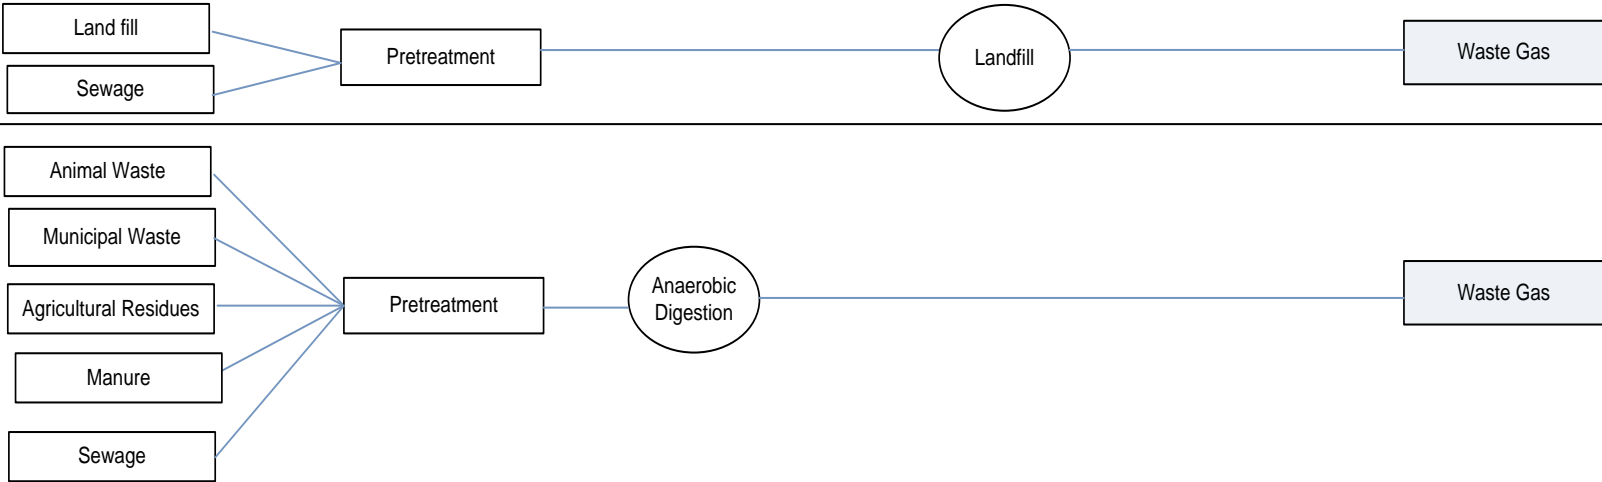 Land fill
Sewage
Pretreatment
Landfill
Waste Gas
Animal Waste
Municipal Waste
Agricultural Residues
Manure
Sewage
Pretreatment
Anaerobic
Digestion
Waste Gas